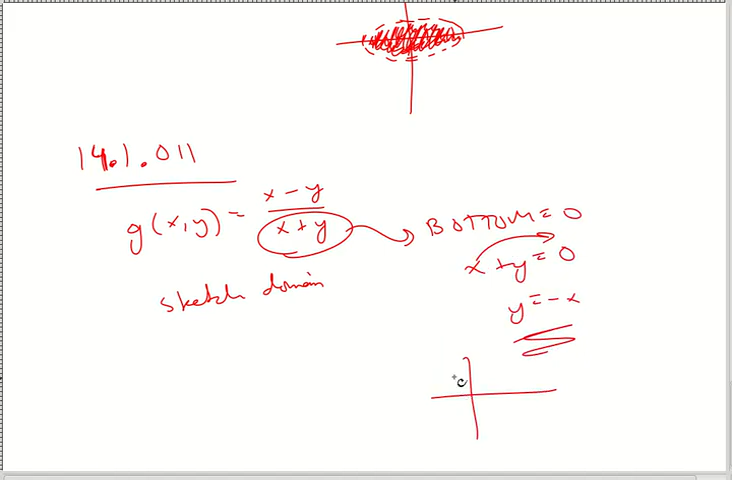 14.1.011
g(x,y) = x - y / x + y
BOTTOM = 0
x + y = 0
y = -x
sketch domain